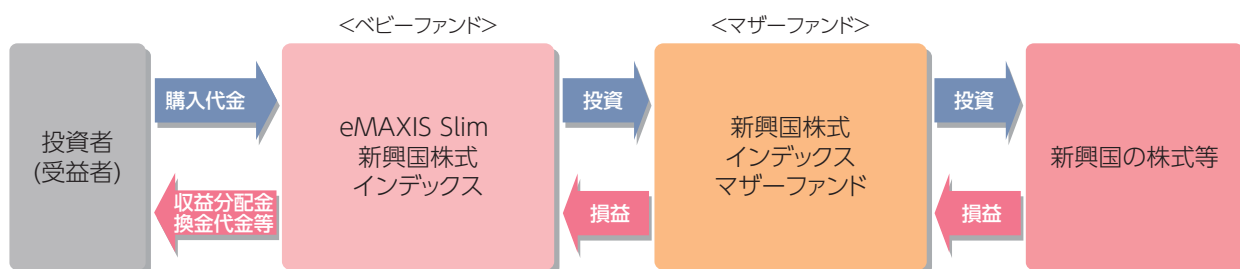 <ベビーファンド>
<マザーファンド>
投資者
(受益者)
購入代金
収益分配金
換金代金等
eMAXIS Slim
新興国株式
インデックス
投資
損益
新興国株式
インデックス
マザーファンド
投資
損益
新興国の株式等